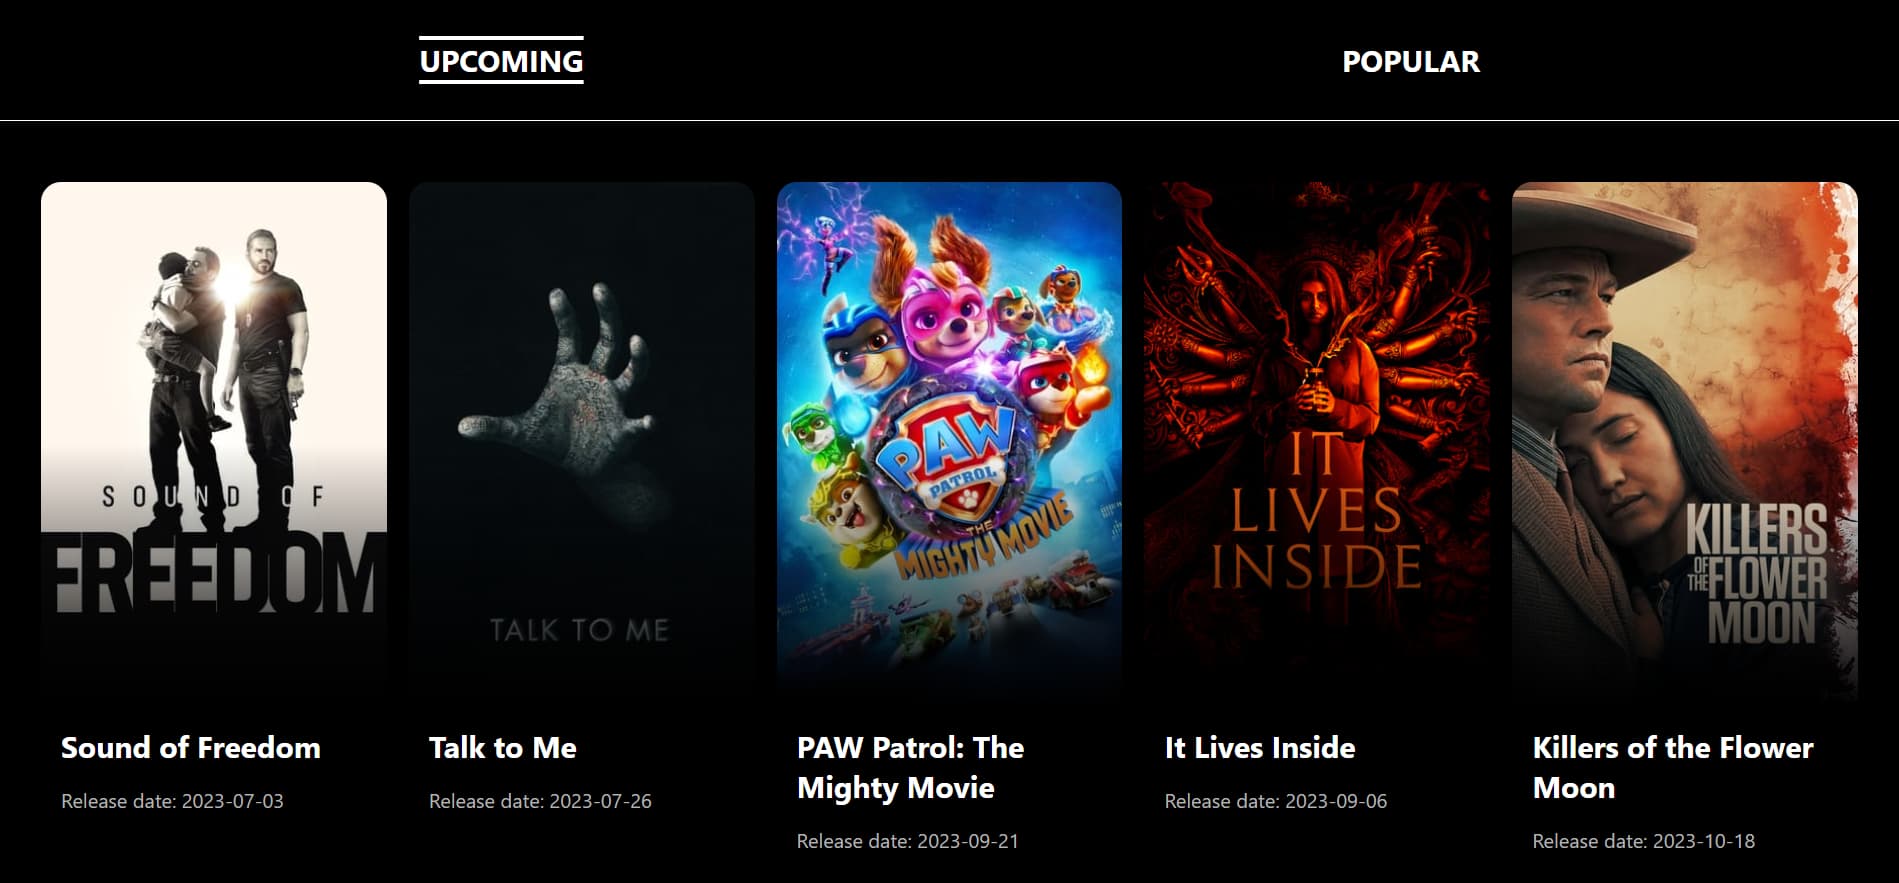 UPCOMING
POPULAR
SOUND OF
FREEDOM
TALK TO ME
PAW
PATROL
THE
MIGHTY MOVIE
IT
LIVES
INSIDE
KILLERS
OF THE FLOWER
MOON
Sound of Freedom
Release date: 2023-07-03
Talk to Me
Release date: 2023-07-26
PAW Patrol: The
Mighty Movie
Release date: 2023-09-21
It Lives Inside
Release date: 2023-09-06
Killers of the Flower
Moon
Release date: 2023-10-18